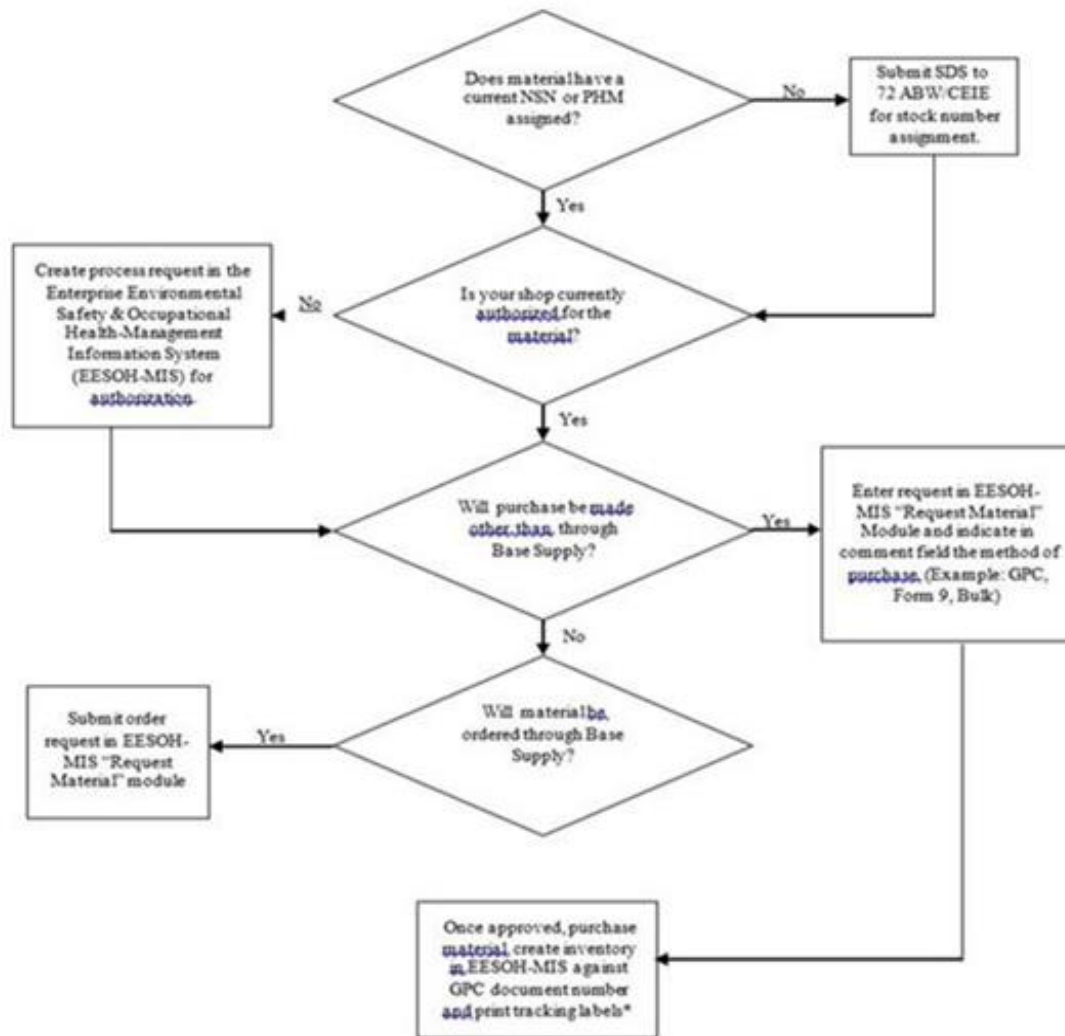 Does material have a
current NSN or PHM
assigned?
No
Submit SDS to
72 ABW/CEIE
for stock number
assignment.
Yes
Create process request in the
Enterprise Environmental
Safety & Occupational
Health-Management
Information System
(EESOH-MIS) for
authorization
No
Is your shop currently
authorized for the
material?
Yes
Will purchase be made
other than through
Base Supply?
Yes
Enter request in EESOH-
MIS “Request Material”
Module and indicate in
comment field the method of
purchase. (Example: GPC,
Form 9, Bulk)
No
Submit order
request in EESOH-
MIS “Request
Material” module
Yes
Will material be
ordered through Base
Supply?
Once approved, purchase
material, create inventory
in EESOH-MIS against
GPC document number
and print tracking labels*